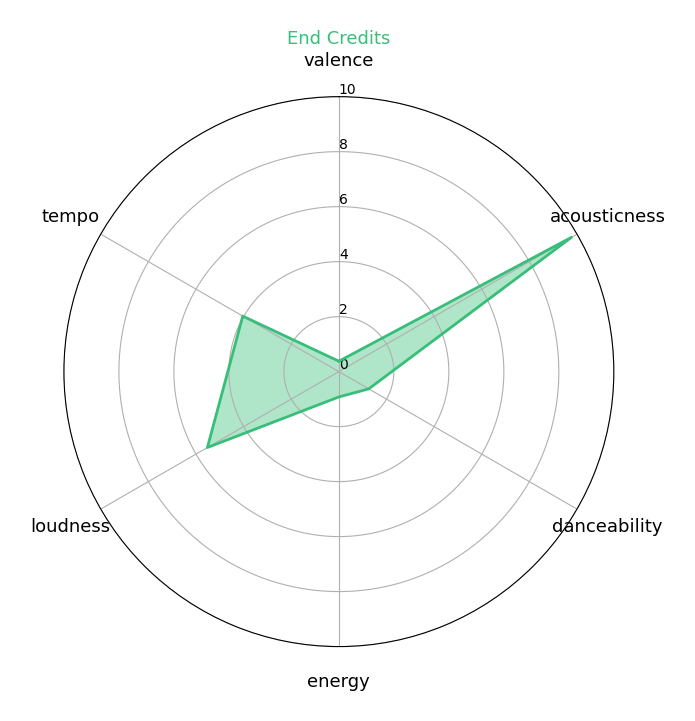 End Credits
valence
10
8
acousticness
tempo
6
4
2
0
loudness
danceability
energy